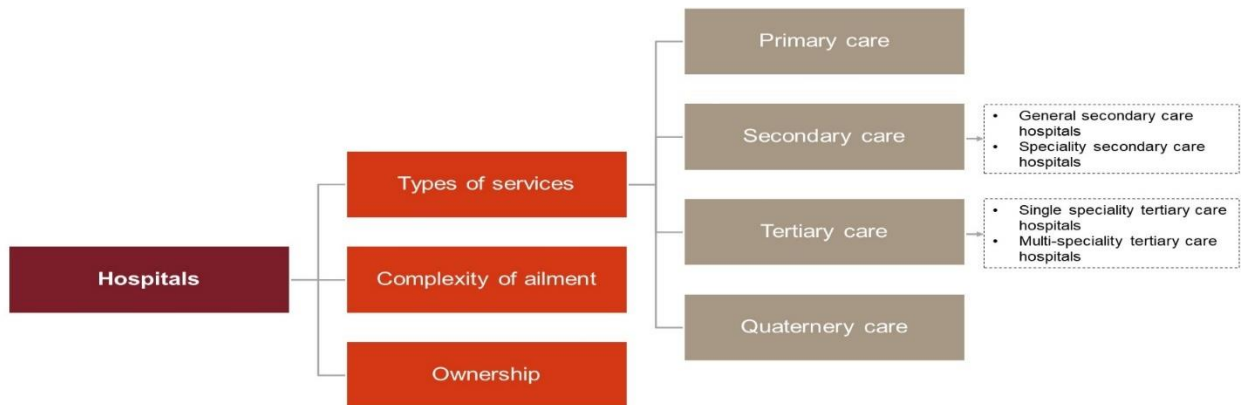 Hospitals
Types of services
Complexity of ailment
Ownership
Primary care
Secondary care
Tertiary care
Quaternery care
• General secondary care
hospitals
• Speciality secondary care
hospitals
• Single speciality tertiary care
hospitals
• Multi-speciality tertiary care
hospitals